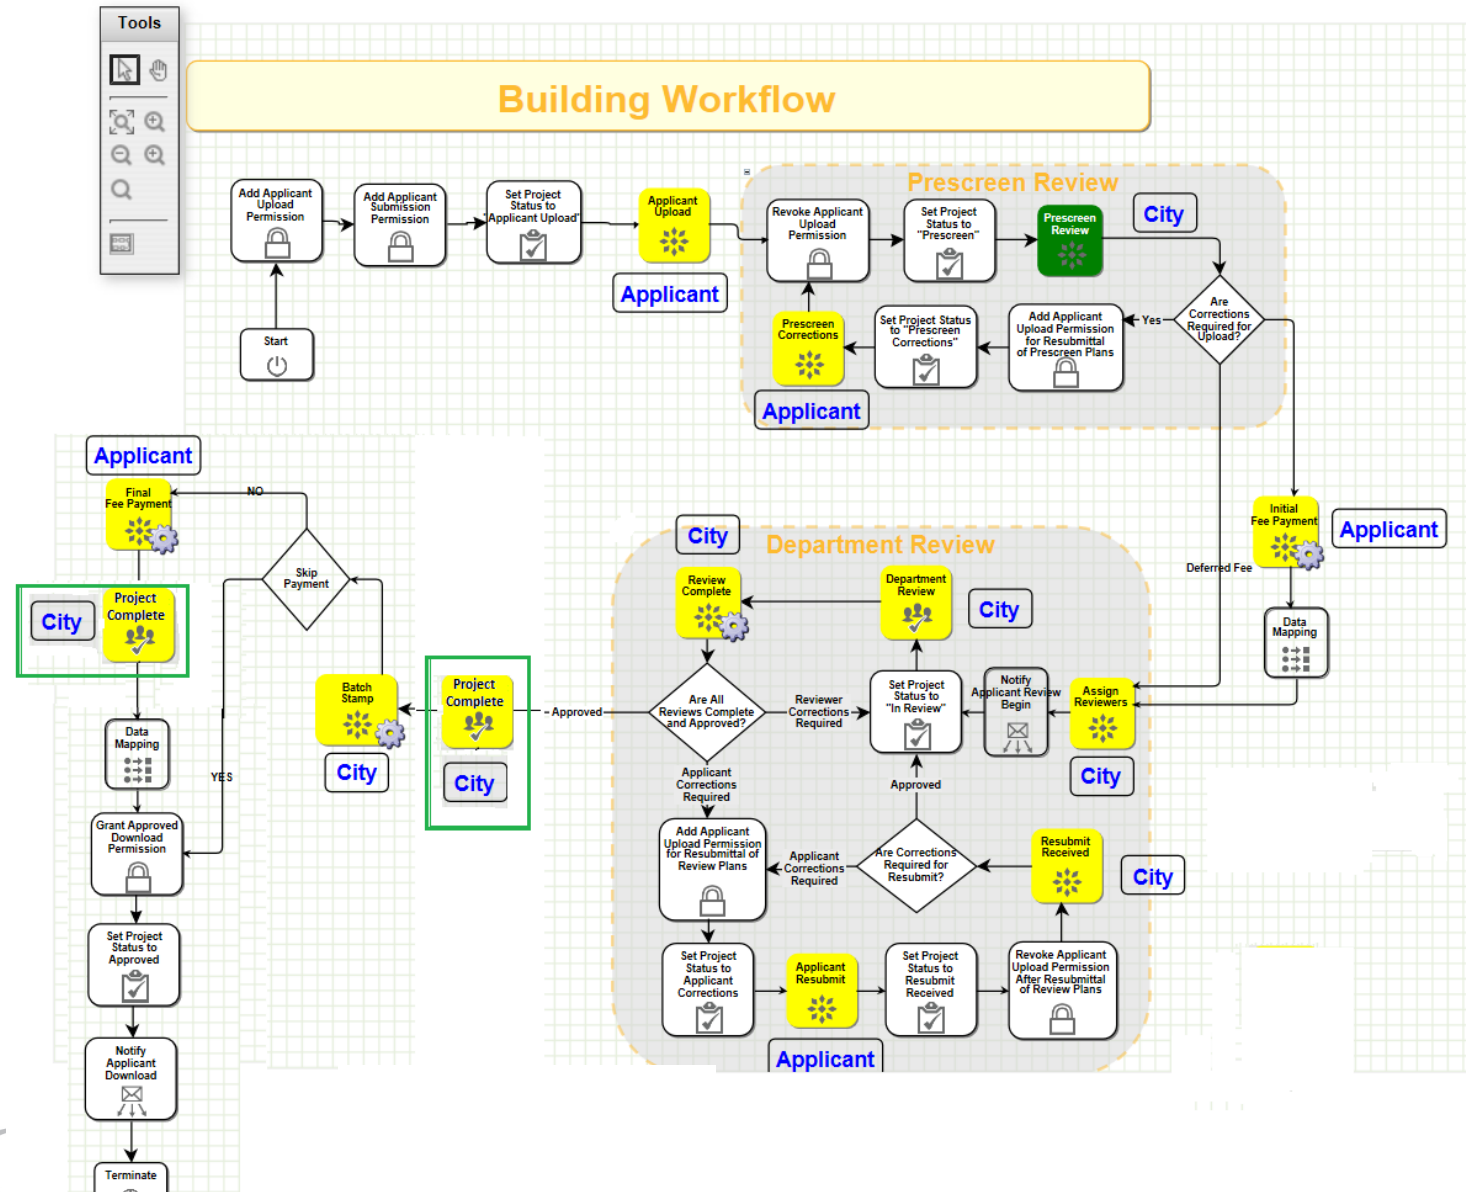 Tools
Building Workflow
Add Applicant
Upload
Permission
Add Applicant
Submission
Permission
Set Project
Status to
"Applicant Upload"
Applicant
Upload
Applicant
Start
Prescreen Review
Revoke Applicant
Upload
Permission
Set Project
Status to
"Prescreen"
Prescreen
Review
City
Are
Corrections
Required for
Upload?
Yes
Add Applicant
Upload Permission
for Resubmittal
of Prescreen Plans
Set Project Status
to "Prescreen
Corrections"
Prescreen
Corrections
Applicant
Initial
Fee Payment
Applicant
Deferred Fee
Data
Mapping
Department Review
City
Review
Complete
Department
Review
City
Are All
Reviews Complete
and Approved?
Reviewer
Corrections
Required
Set Project
Status to
"In Review"
Notify
Applicant Review
Begin
Assign
Reviewers
City
Applicant
Corrections
Required
Approved
Add Applicant
Upload Permission
for Resubmittal of
Review Plans
Applicant
Corrections
Required
Are Corrections
Required for
Resubmit?
Resubmit
Received
City
Set Project
Status to
Applicant
Corrections
Applicant
Resubmit
Applicant
Set Project
Status to
Resubmit
Received
Revoke Applicant
Upload Permission
After Resubmittal
of Review Plans
Approved
Project
Complete
City
Batch
Stamp
City
Skip
Payment
NO
YES
Applicant
Final
Fee Payment
City
Project
Complete
Data
Mapping
Grant Approved
Download
Permission
Set Project
Status to
Approved
Notify
Applicant
Download
Terminate